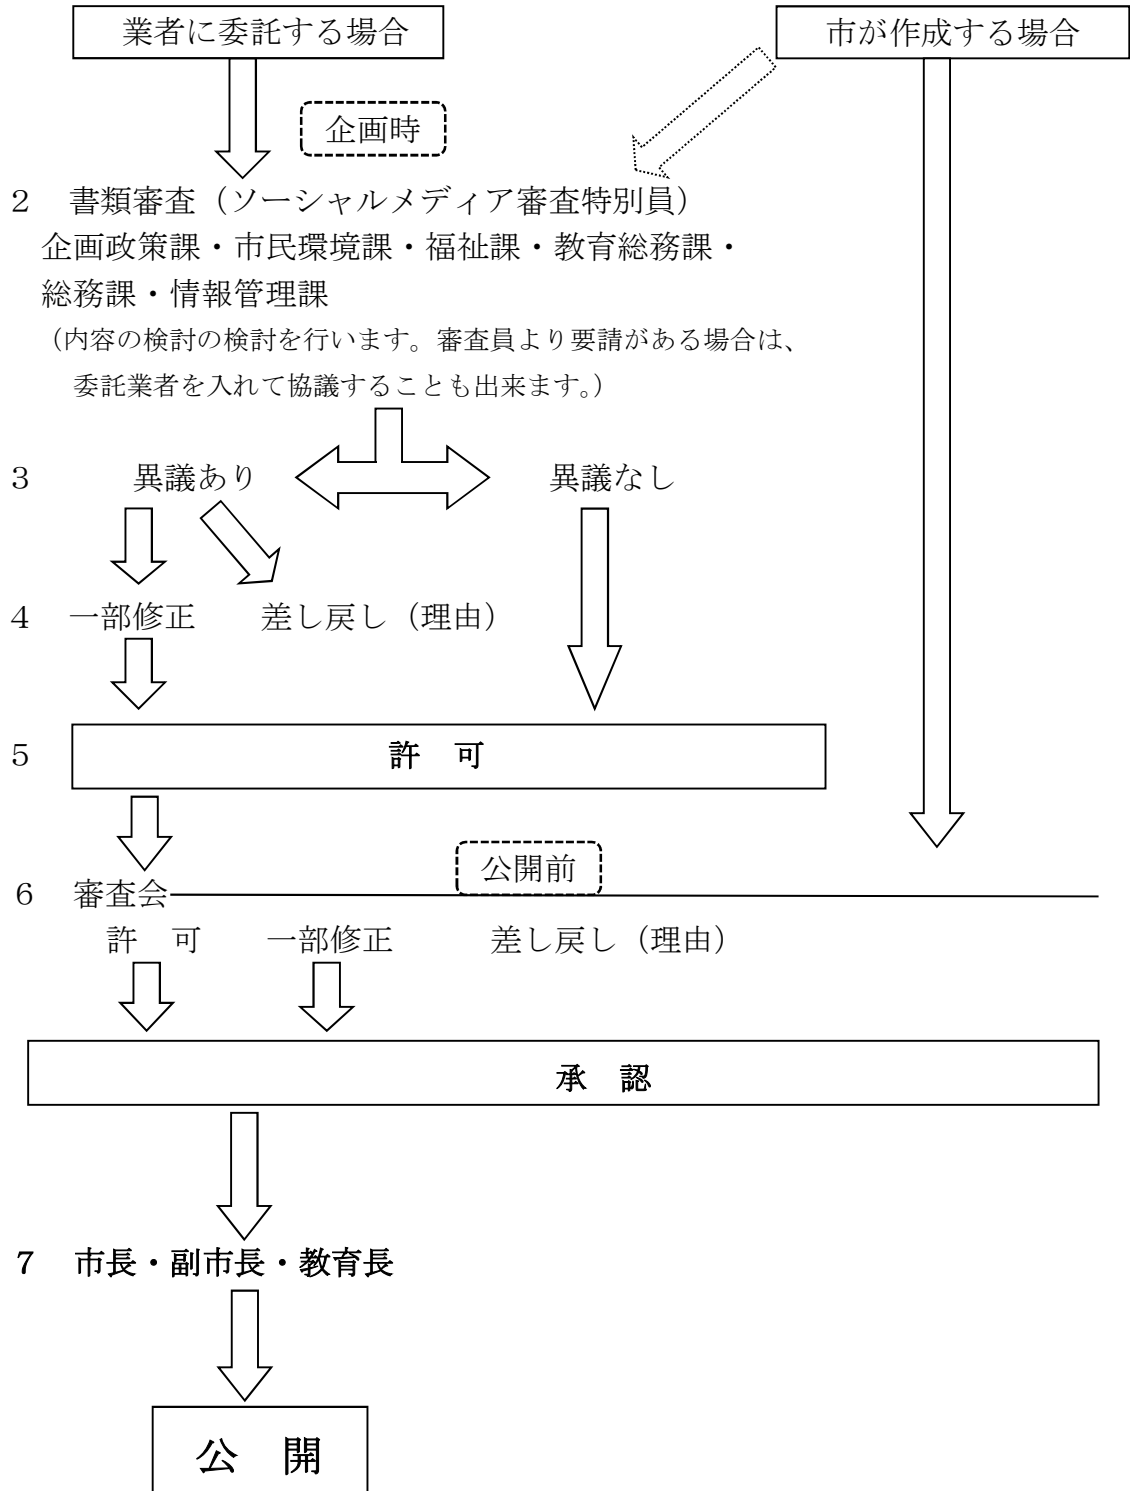 業者に委託する場合
市が作成する場合
企画時
２　書類審査（ソーシャルメディア審査特別員）
企画政策課・市民環境課・福祉課・教育総務課・
総務課・情報管理課
（内容の検討の検討を行います。審査員より要請がある場合は、
委託業者を入れて協議することも出来ます。）
３　異議あり　異議なし
４　一部修正　差し戻し（理由）
５　許　可
公開前
６　審査会
許　可　一部修正　差し戻し（理由）
承　認
７　市長・副市長・教育長
公　開